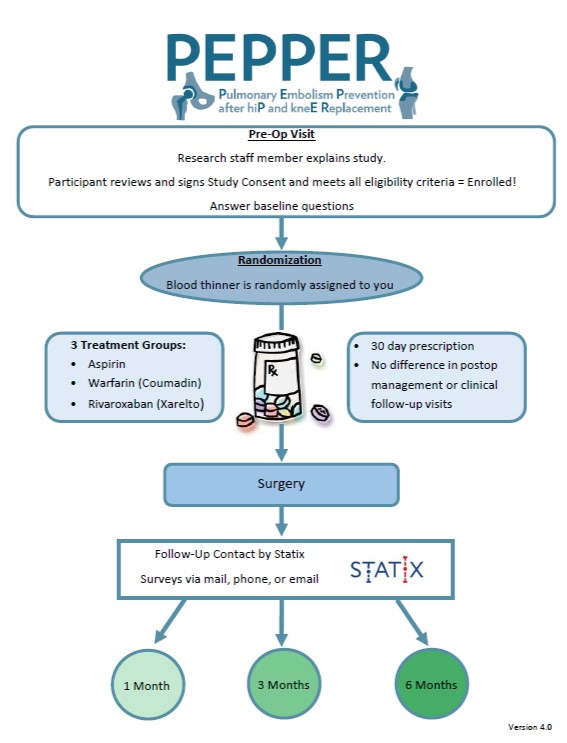 PEPPER
Pulmonary Embolism Prevention
after hiP and kneE Replacement
Pre-Op Visit
Research staff member explains study.
Participant reviews and signs Study Consent and meets all eligibility criteria = Enrolled!
Answer baseline questions
Randomization
Blood thinner is randomly assigned to you
3 Treatment Groups:
• Aspirin
• Warfarin (Coumadin)
• Rivaroxaban (Xarelto)
Rx
• 30 day prescription
• No difference in postop
management or clinical
follow-up visits
Surgery
Follow-Up Contact by Statix
Surveys via mail, phone, or email
STATIX
1 Month
3 Months
6 Months
Version 4.0